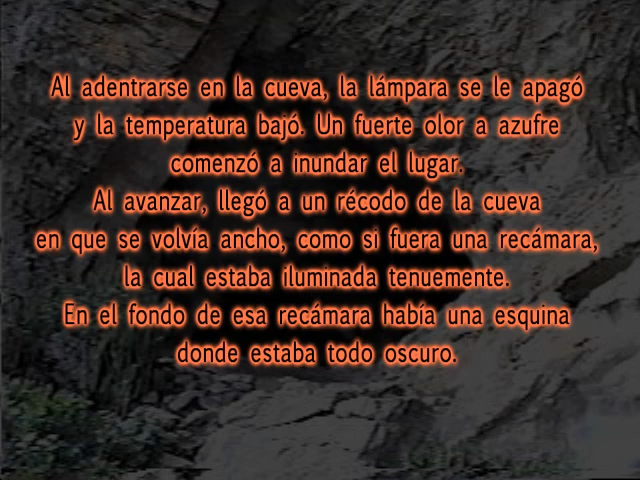 Al adentrarse en la cueva, la lámpara se le apagó
y la temperatura bajó. Un fuerte olor a azufre
comenzó a inundar el lugar.
Al avanzar, llegó a un récodo de la cueva
en que se volvía ancho, como si fuera una recámara,
la cual estaba iluminada tenuemente.
En el fondo de esa recámara había una esquina
donde estaba todo oscuro.